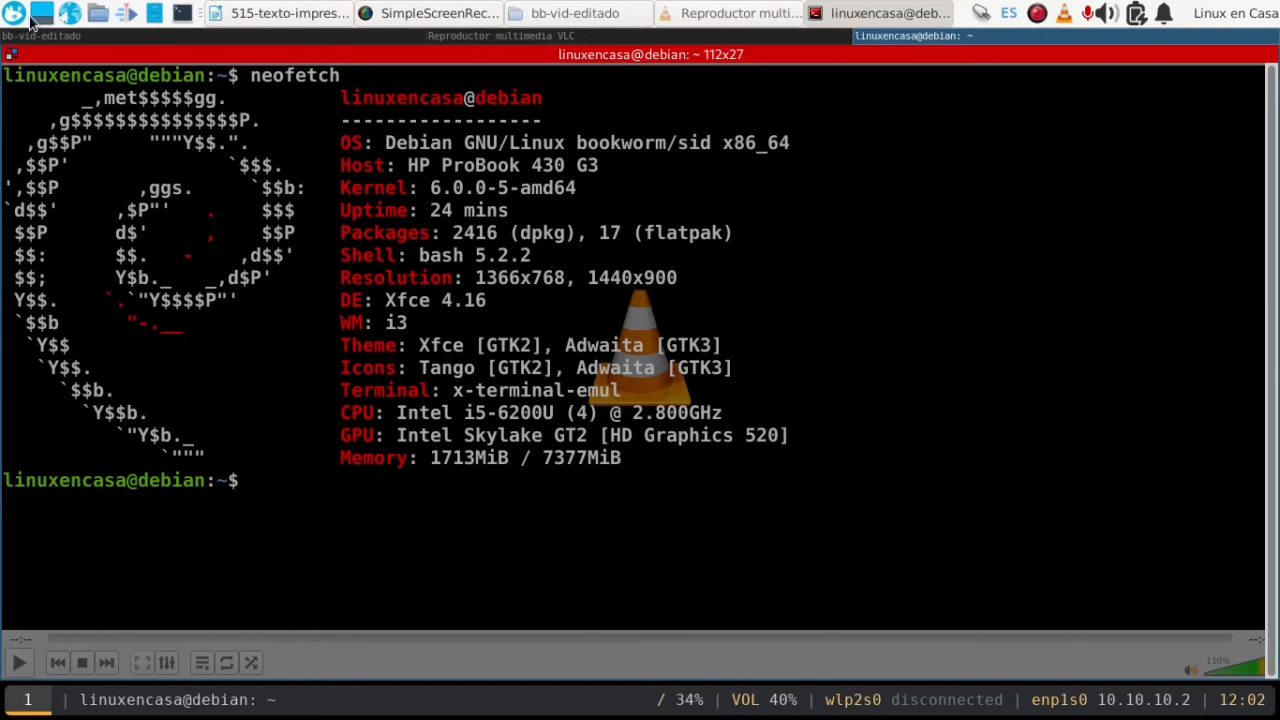 515-texto-impres... SimpleScreenRec... bb-vid-editado Reproductor multi... linuxencasa@deb... ES Linux en Casa
bb-vid-editado Reproductor multimedia VLC linuxencasa@debian: ~
linuxencasa@debian: ~ 112x27
linuxencasa@debian:~$ neofetch
_,met$$$$$gg. linuxencasa@debian
,g$$$$$$$$$$$$$$$P. ------------------
,g$$P" """Y$$.". OS: Debian GNU/Linux bookworm/sid x86_64
,$$P' `$$$. Host: HP ProBook 430 G3
',$$P ,ggs. `$$b: Kernel: 6.0.0-5-amd64
`d$$' ,$P"' . $$$ Uptime: 24 mins
$$P d$' , $$P Packages: 2416 (dpkg), 17 (flatpak)
$$: $$. - ,d$$' Shell: bash 5.2.2
$$; Y$b._ _,d$P' Resolution: 1366x768, 1440x900
Y$$. `.`"Y$$$$P"' DE: Xfce 4.16
`$$b "-.__ WM: i3
`Y$$ Theme: Xfce [GTK2], Adwaita [GTK3]
`Y$$. Icons: Tango [GTK2], Adwaita [GTK3]
`$$b. Terminal: x-terminal-emul
`Y$$b. CPU: Intel i5-6200U (4) @ 2.800GHz
`"Y$b._ GPU: Intel Skylake GT2 [HD Graphics 520]
`""" Memory: 1713MiB / 7377MiB
linuxencasa@debian:~$
--:-- --:--
110%
1 | linuxencasa@debian: ~ / 34% | VOL 40% | wlp2s0 disconnected | enp1s0 10.10.10.2 | 12:02